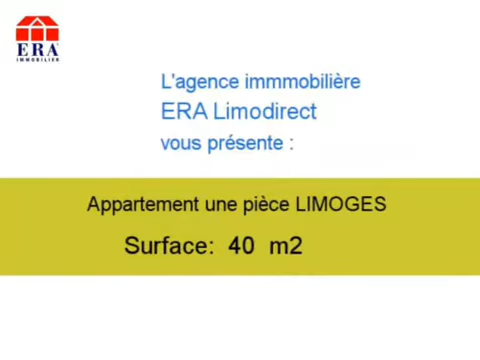 ERA
IMMOBILIER
L'agence immmobilière
ERA Limodirect
vous présente :
Appartement une pièce LIMOGES
Surface: 40 m2